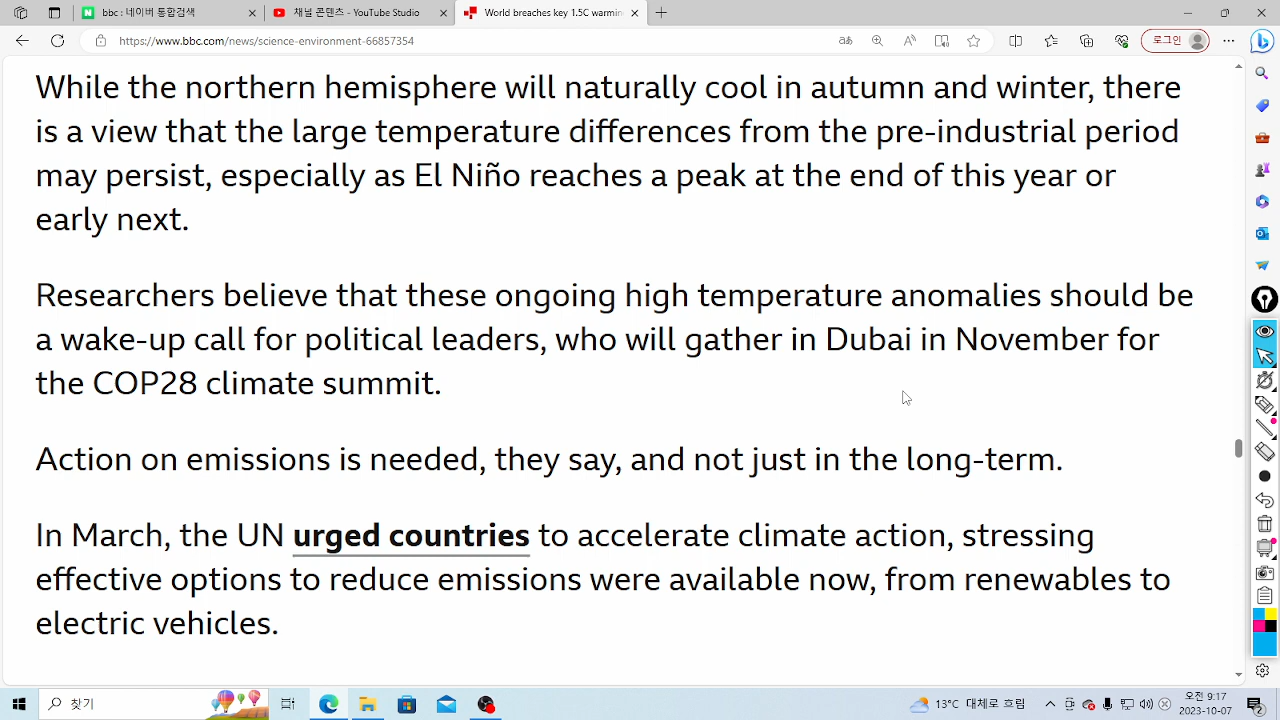 bbc : 네이버 통합검색
채널 콘텐츠 - YouTube Studio
World breaches key 1.5C warmin
https://www.bbc.com/news/science-environment-66857354
로그인
While the northern hemisphere will naturally cool in autumn and winter, there
is a view that the large temperature differences from the pre-industrial period
may persist, especially as El Niño reaches a peak at the end of this year or
early next.
Researchers believe that these ongoing high temperature anomalies should be
a wake-up call for political leaders, who will gather in Dubai in November for
the COP28 climate summit.
Action on emissions is needed, they say, and not just in the long-term.
In March, the UN urged countries to accelerate climate action, stressing
effective options to reduce emissions were available now, from renewables to
electric vehicles.
찾기
13°C 대체로 흐림
오전 9:17
2023-10-07
2